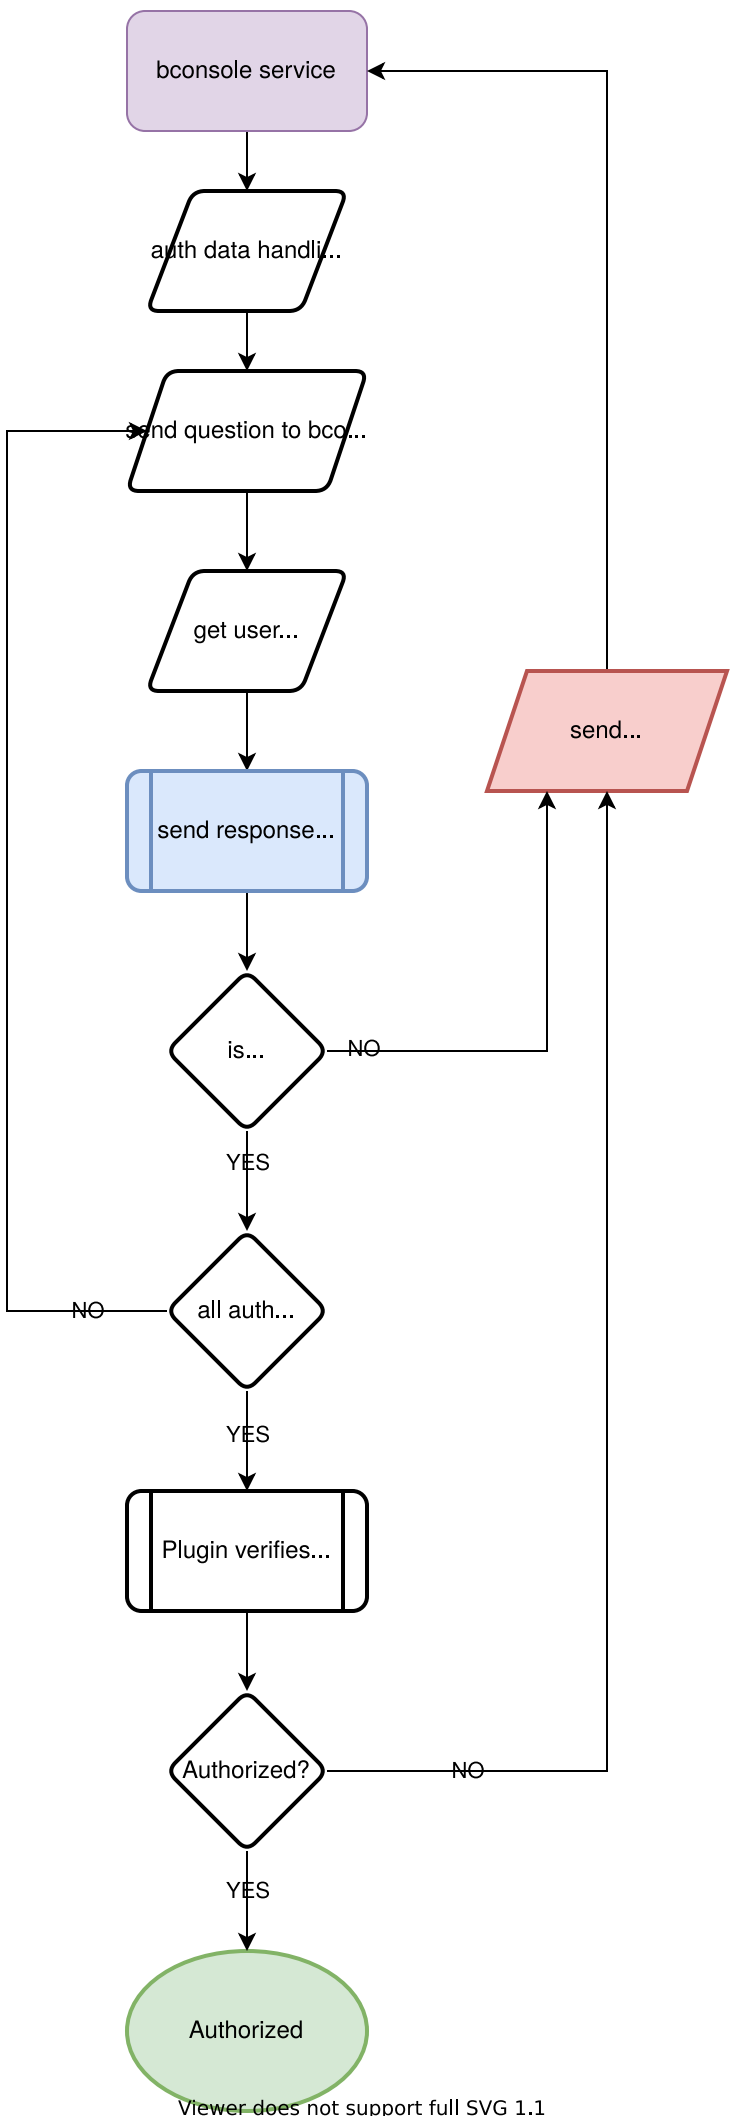 bconsole service
auth data handli...
send question to bco...
get user...
send...
send response...
is...
NO
YES
all auth...
NO
YES
Plugin verifies...
Authorized?
NO
YES
Authorized
Viewer does not support full SVG 1.1